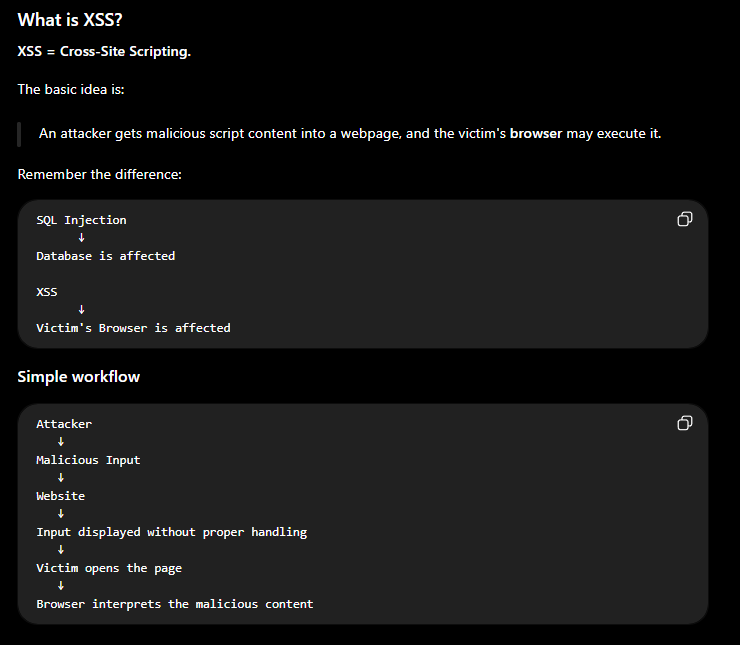 What is XSS?
XSS = Cross-Site Scripting.
The basic idea is:
An attacker gets malicious script content into a webpage, and the victim's browser may execute it.
Remember the difference:
SQL Injection
↓
Database is affected
XSS
↓
Victim's Browser is affected
Simple workflow
Attacker
↓
Malicious Input
↓
Website
↓
Input displayed without proper handling
↓
Victim opens the page
↓
Browser interprets the malicious content